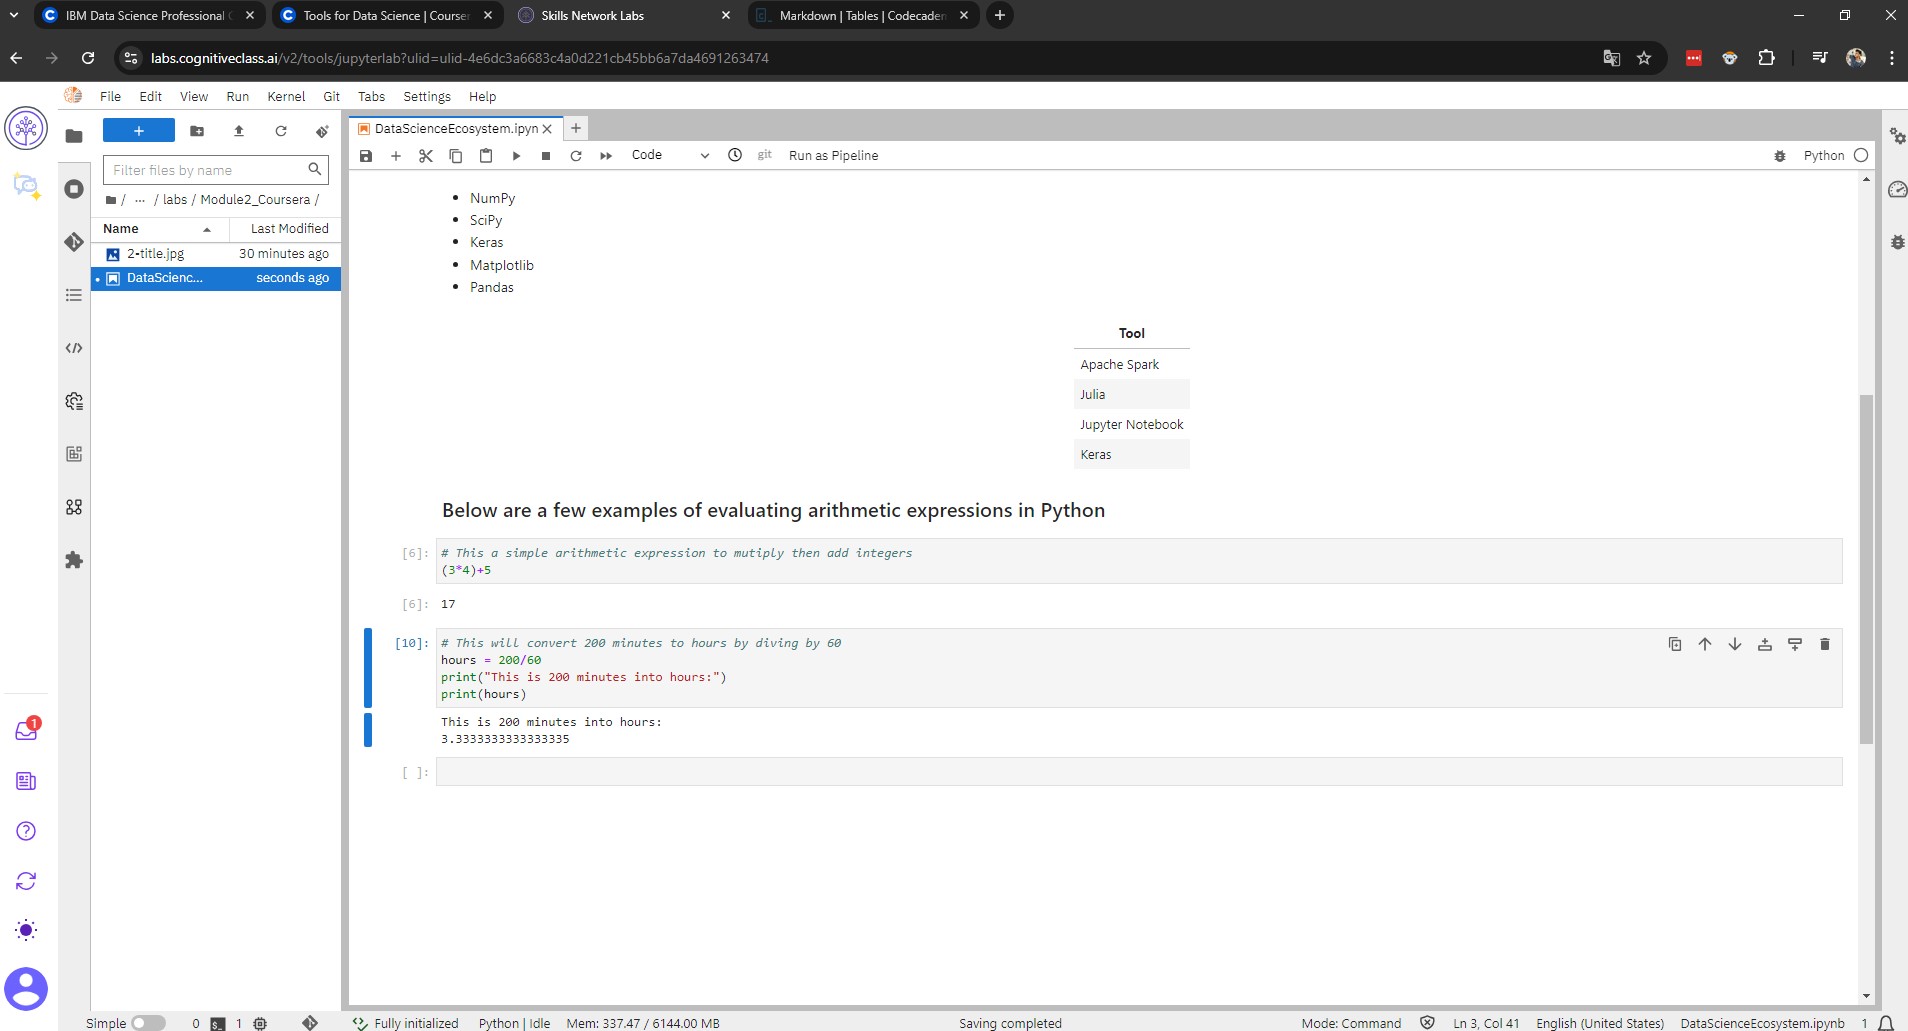 IBM Data Science Professional
Tools for Data Science | Courser
Skills Network Labs
Markdown | Tables | Codecadem
labs.cognitiveclass.ai/v2/tools/jupyterlab?ulid=ulid-4e6dc3a6683c4a0d221cb45bb6a7da4691263474
File Edit View Run Kernel Git Tabs Settings Help
DataScienceEcosystem.ipyn
Code
git
Run as Pipeline
Python
Filter files by name
/ ... / labs / Module2_Coursera /
Name Last Modified
2-title.jpg 30 minutes ago
DataScienc... seconds ago
• NumPy
• SciPy
• Keras
• Matplotlib
• Pandas
Tool
Apache Spark
Julia
Jupyter Notebook
Keras
Below are a few examples of evaluating arithmetic expressions in Python
[6]: # This a simple arithmetic expression to mutiply then add integers
(3*4)+5
[6]: 17
[10]: # This will convert 200 minutes to hours by diving by 60
hours = 200/60
print("This is 200 minutes into hours:")
print(hours)
This is 200 minutes into hours:
3.3333333333333335
[ ]:
1
Simple 0 1 Fully initialized Python | Idle Mem: 337.47 / 6144.00 MB Saving completed Mode: Command Ln 3, Col 41 English (United States) DataScienceEcosystem.ipynb 1